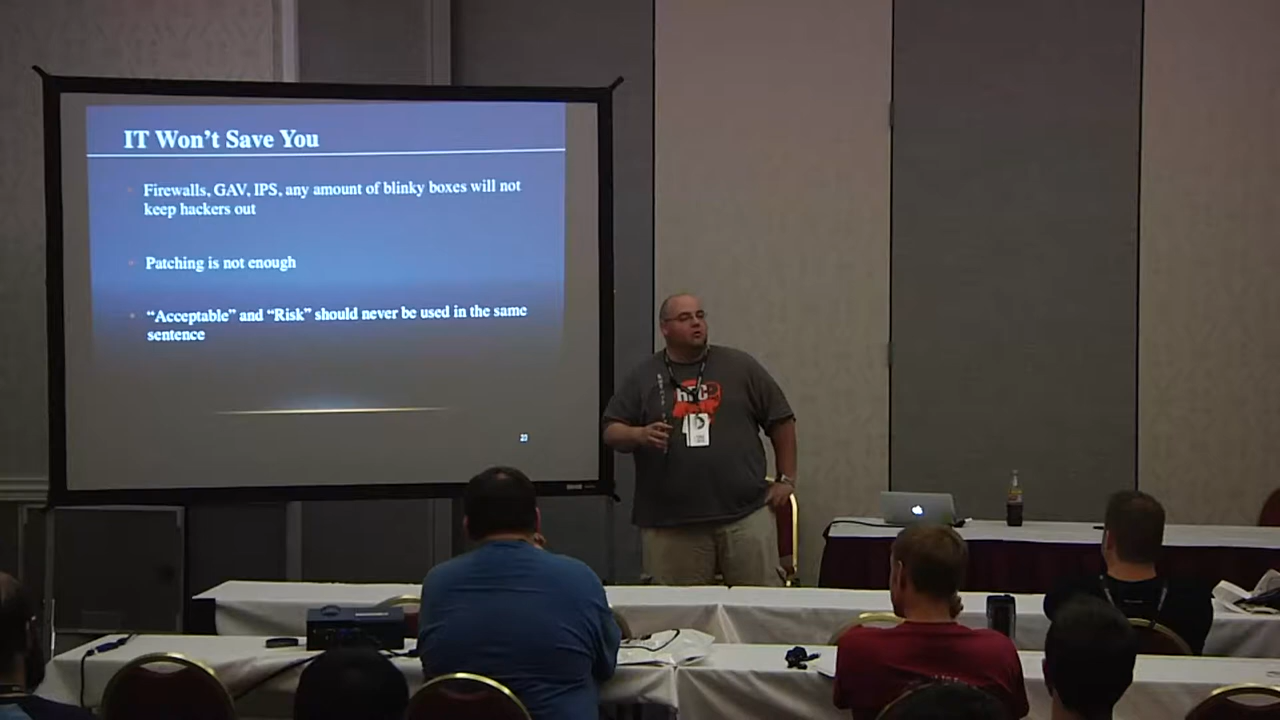 IT Won't Save You
Firewalls, GAV, IPS, any amount of blinky boxes will not
keep hackers out
Patching is not enough
"Acceptable" and "Risk" should never be used in the same
sentence